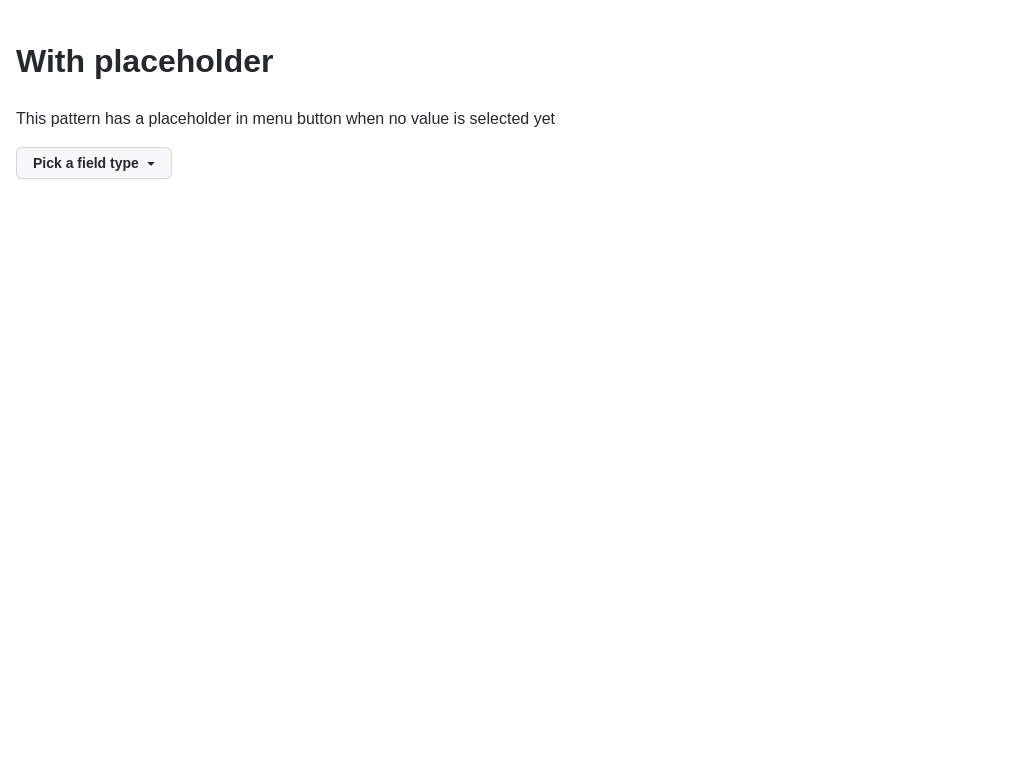 With placeholder
This pattern has a placeholder in menu button when no value is selected yet
Pick a field type